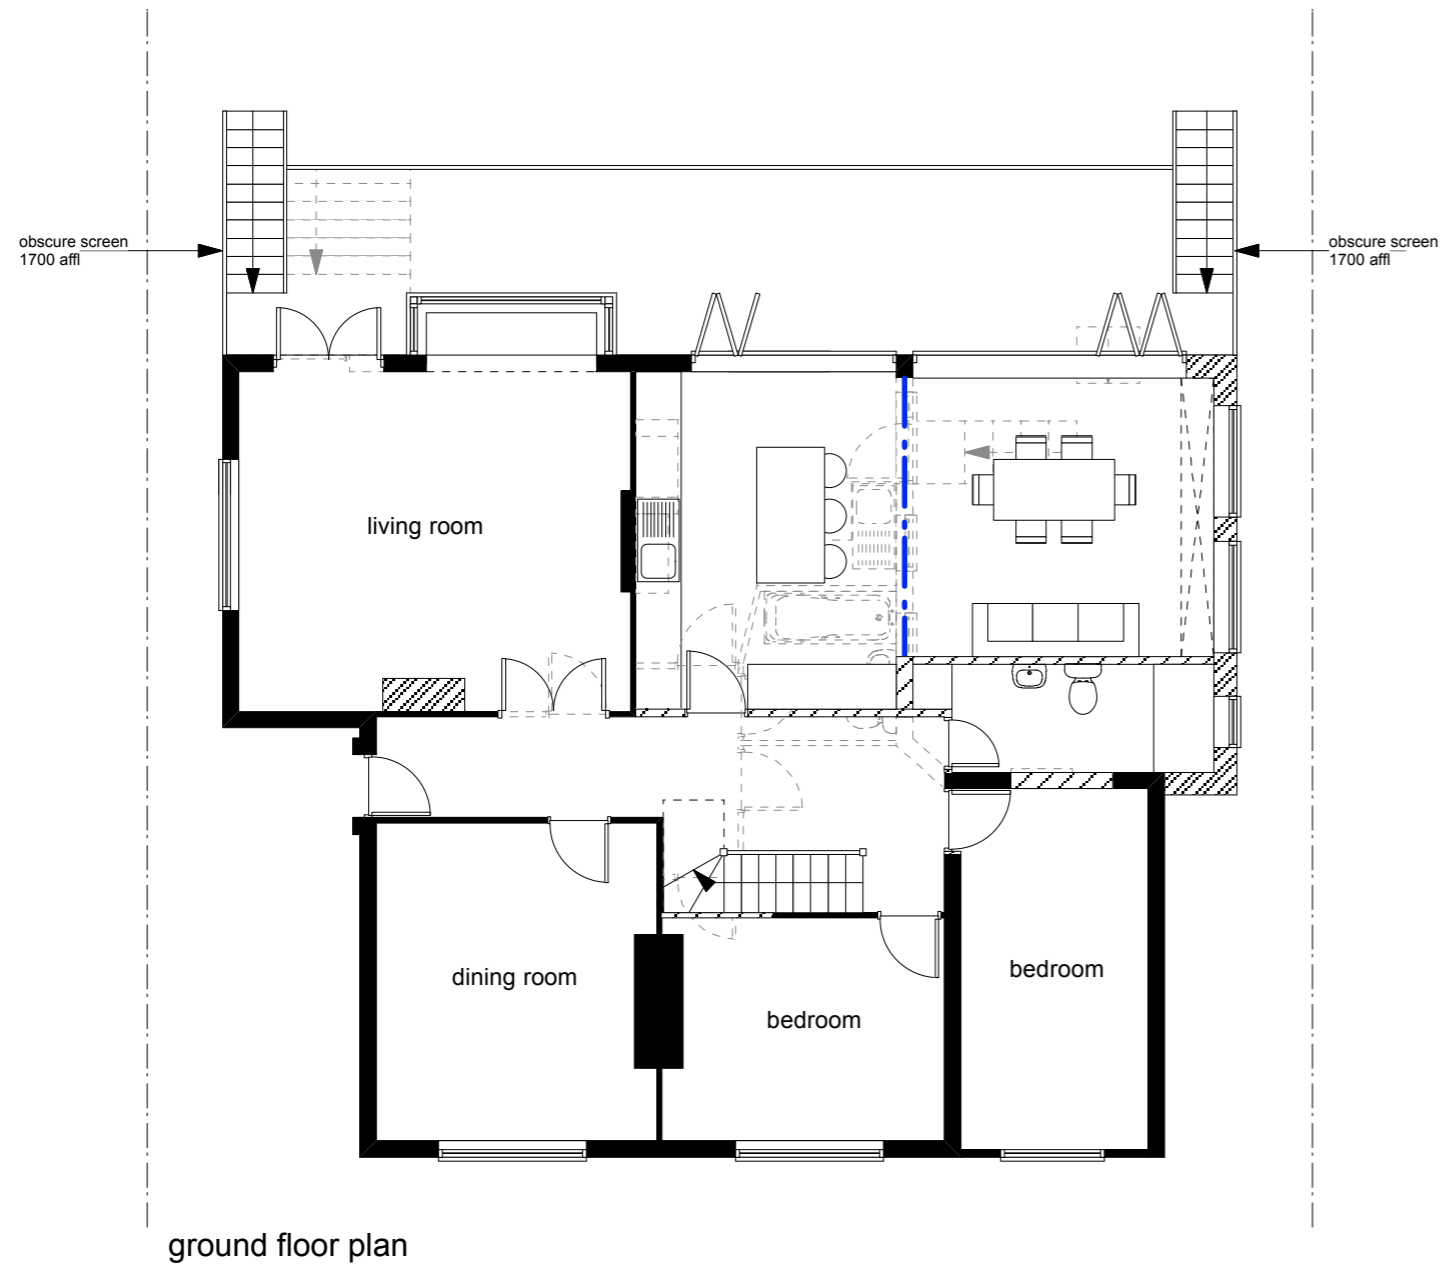 obscure screen
1700 affl
obscure screen
1700 affl
living room
dining room
bedroom
bedroom
ground floor plan